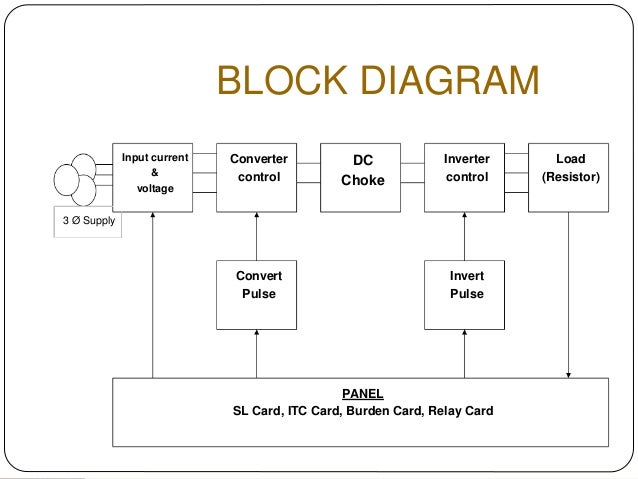 BLOCK DIAGRAM
Input current
&
voltage
Converter
control
DC
Choke
Inverter
control
Load
(Resistor)
3 Ø Supply
Convert
Pulse
Invert
Pulse
PANEL
SL Card, ITC Card, Burden Card, Relay Card